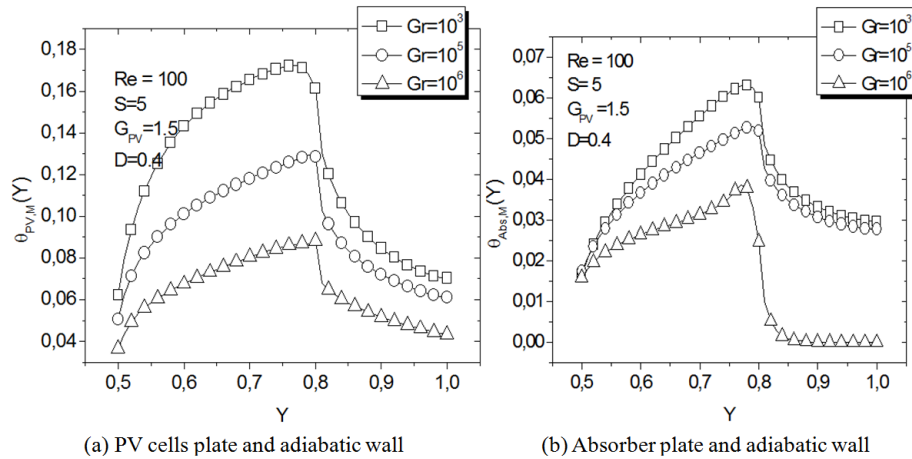 Gr=10³
Gr=10⁵
Gr=10⁶
Re = 100
S=5
G_PV=1.5
D=0.4
θ_PV,M(Y)
0,18
0,16
0,14
0,12
0,10
0,08
0,06
0,04
0,5 0,6 0,7 0,8 0,9 1,0
Y
(a) PV cells plate and adiabatic wall
Gr=10³
Gr=10⁵
Gr=10⁶
Re = 100
S= 5
G_PV=1.5
D=0.4
θ_Abs,M(Y)
0,07
0,06
0,05
0,04
0,03
0,02
0,01
0,00
0,5 0,6 0,7 0,8 0,9 1,0
Y
(b) Absorber plate and adiabatic wall